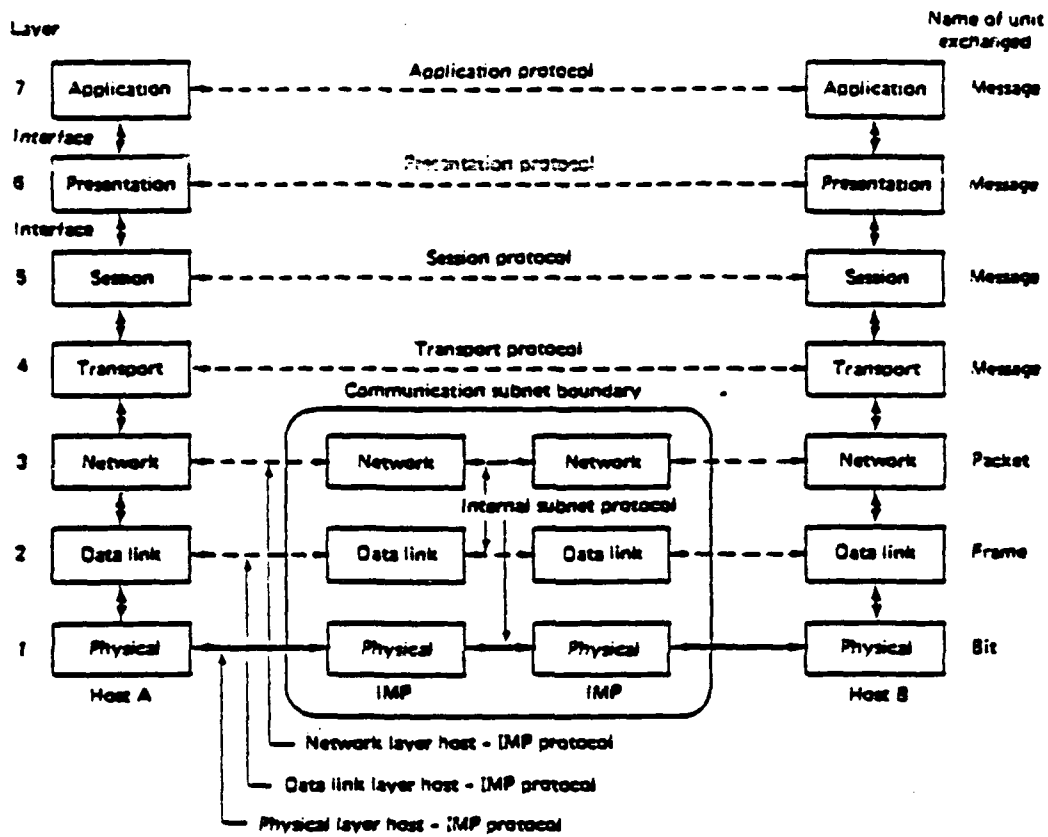 Layer
Name of unit
exchanged
Application protocol
7 Application Application Message
Interface
Presentation protocol
6 Presentation Presentation Message
Interface
Session protocol
5 Session Session Message
Transport protocol
4 Transport Transport Message
Communication subnet boundary
3 Network Network Network Network Packet
Internal subnet protocol
2 Data link Data link Data link Data link Frame
1 Physical Physical Physical Physical Bit
Host A IMP IMP Host B
Network layer host - IMP protocol
Data link layer host - IMP protocol
Physical layer host - IMP protocol